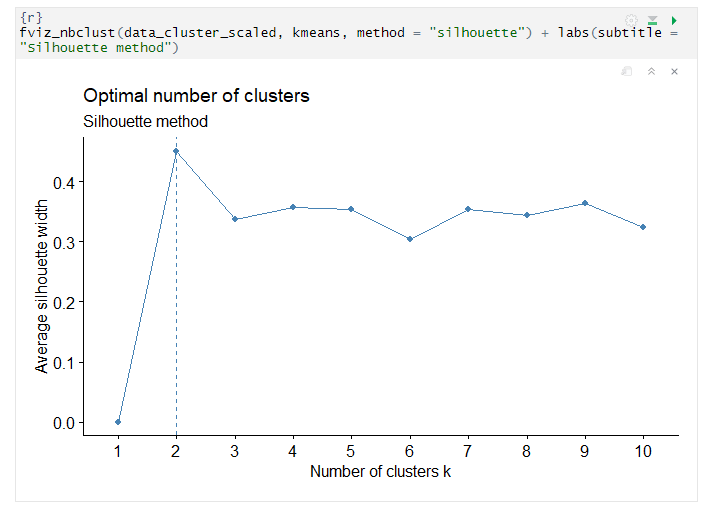 {r}
fviz_nbclust(data_cluster_scaled, kmeans, method = "silhouette") + labs(subtitle =
"silhouette method")
Optimal number of clusters
Silhouette method
Average silhouette width
0.4
0.3
0.2
0.1
0.0
1 2 3 4 5 6 7 8 9 10
Number of clusters k